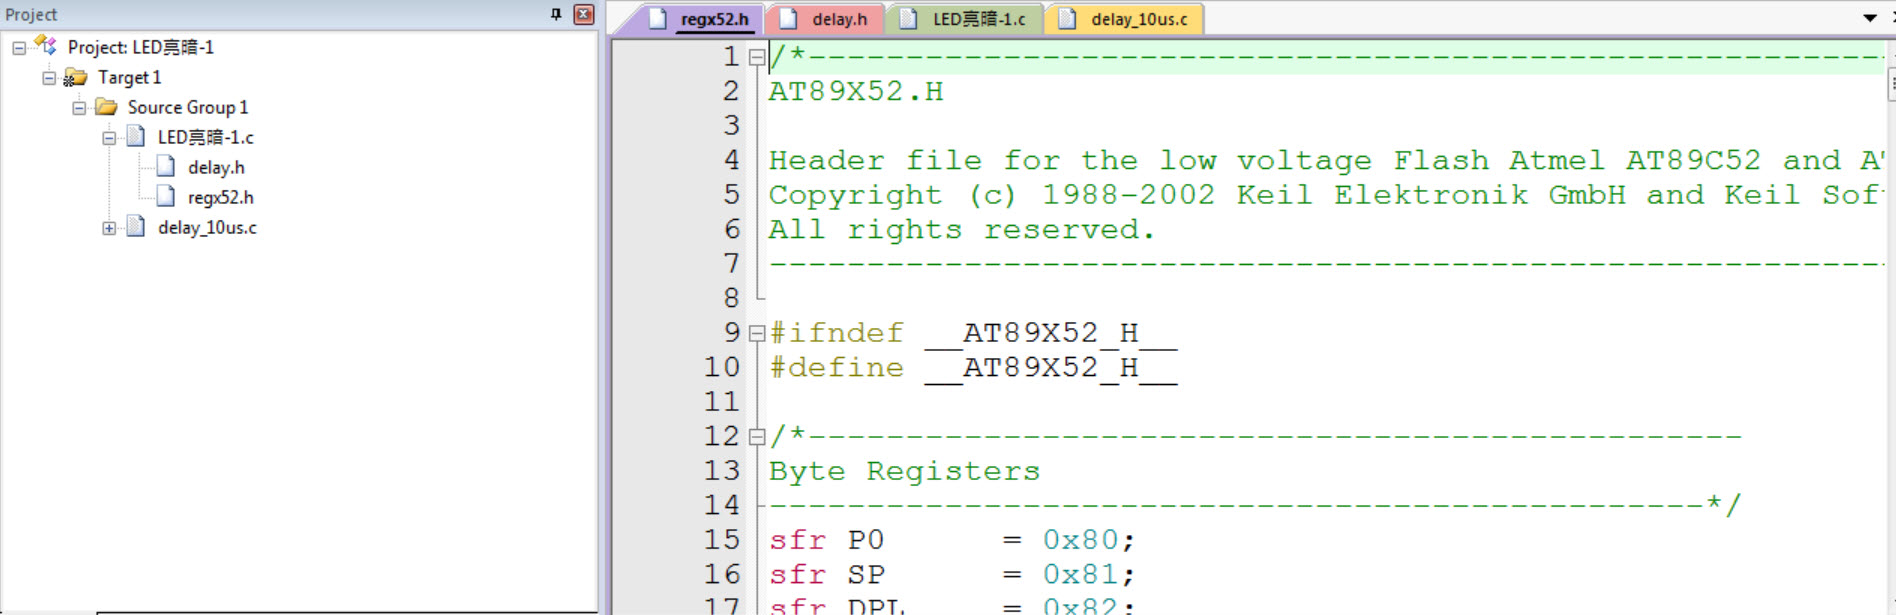 Project
Project: LED亮暗-1
Target 1
Source Group 1
LED亮暗-1.c
delay.h
regx52.h
delay_10us.c
regx52.h
delay.h
LED亮暗-1.c
delay_10us.c
1 /*-------------------------------------------------------
2 AT89X52.H
3
4 Header file for the low voltage Flash Atmel AT89C52 and
5 Copyright (c) 1988-2002 Keil Elektronik GmbH and Keil
6 All rights reserved.
7 ---------------------------------------------------------
8
9 #ifndef __AT89X52_H__
10 #define __AT89X52_H__
11
12 /*------------------------------------------------
13 Byte Registers
14 ------------------------------------------------*/
15 sfr P0 = 0x80;
16 sfr SP = 0x81;
17 sfr DPL = 0x82;